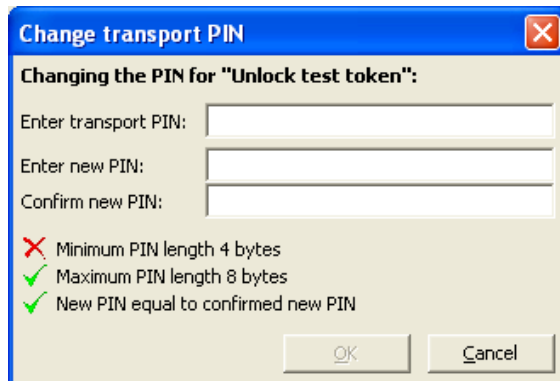 Change transport PIN
Changing the PIN for "Unlock test token":
Enter transport PIN:
Enter new PIN:
Confirm new PIN:
Minimum PIN length 4 bytes
Maximum PIN length 8 bytes
New PIN equal to confirmed new PIN
OK Cancel